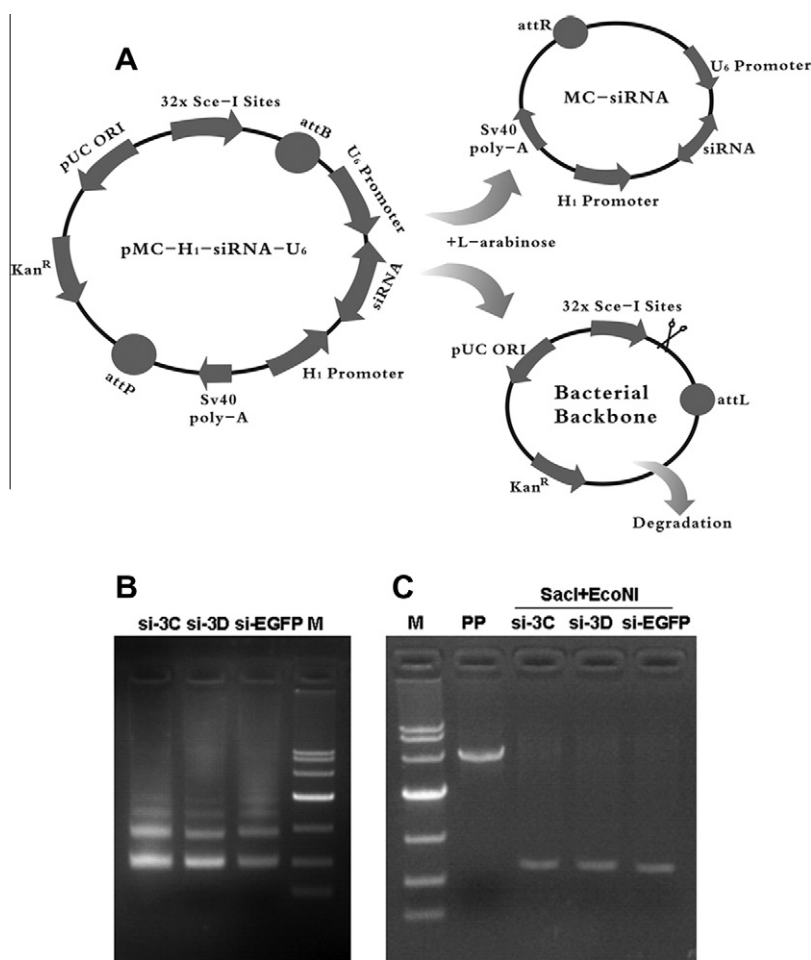 A
32x Sce-I Sites
attB
pUC ORI
U6 Promoter
pMC-H1-siRNA-U6
KanR
siRNA
attP
H1 Promoter
Sv40
poly-A
+L-arabinose
attR
U6 Promoter
MC-siRNA
Sv40
poly-A
siRNA
H1 Promoter
32x Sce-I Sites
pUC ORI
Bacterial
Backbone
attL
KanR
Degradation
B
si-3C si-3D si-EGFP M
C
SacI+EcoNI
M PP si-3C si-3D si-EGFP